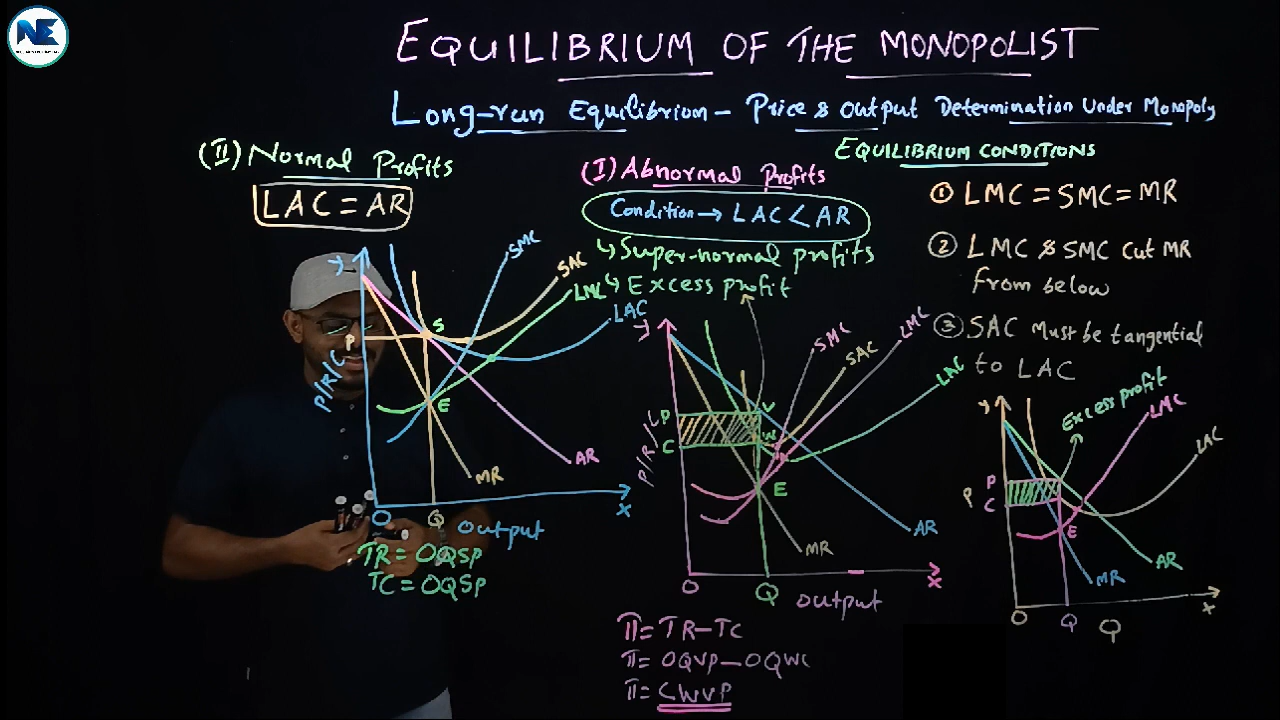 NE
EQUILIBRIUM OF THE MONOPOLIST
Long-run Equilibrium - Price & Output Determination Under Monopoly
(II) Normal Profits
LAC = AR
(I) Abnormal Profits
Condition → LAC < AR
↳ Super-normal profits
↳ Excess profit
EQUILIBRIUM CONDITIONS
① LMC = SMC = MR
② LMC & SMC cut MR
from below
③ SAC must be tangential
to LAC
Y
SMC
SAC
LMC
LAC
S
P
P/R/C
E
AR
MR
O
Q
Output
X
TR = OQSP
TC = OQSP
Y
SMC
LMC
SAC
LAC
P
V
W
C
P/R/C
E
AR
MR
O
Q
Output
X
π = TR - TC
π = OQVP - OQWC
π = CWVP
Y
Excess profit
LMC
LAC
P
P
C
E
AR
MR
O
Q
Q
X